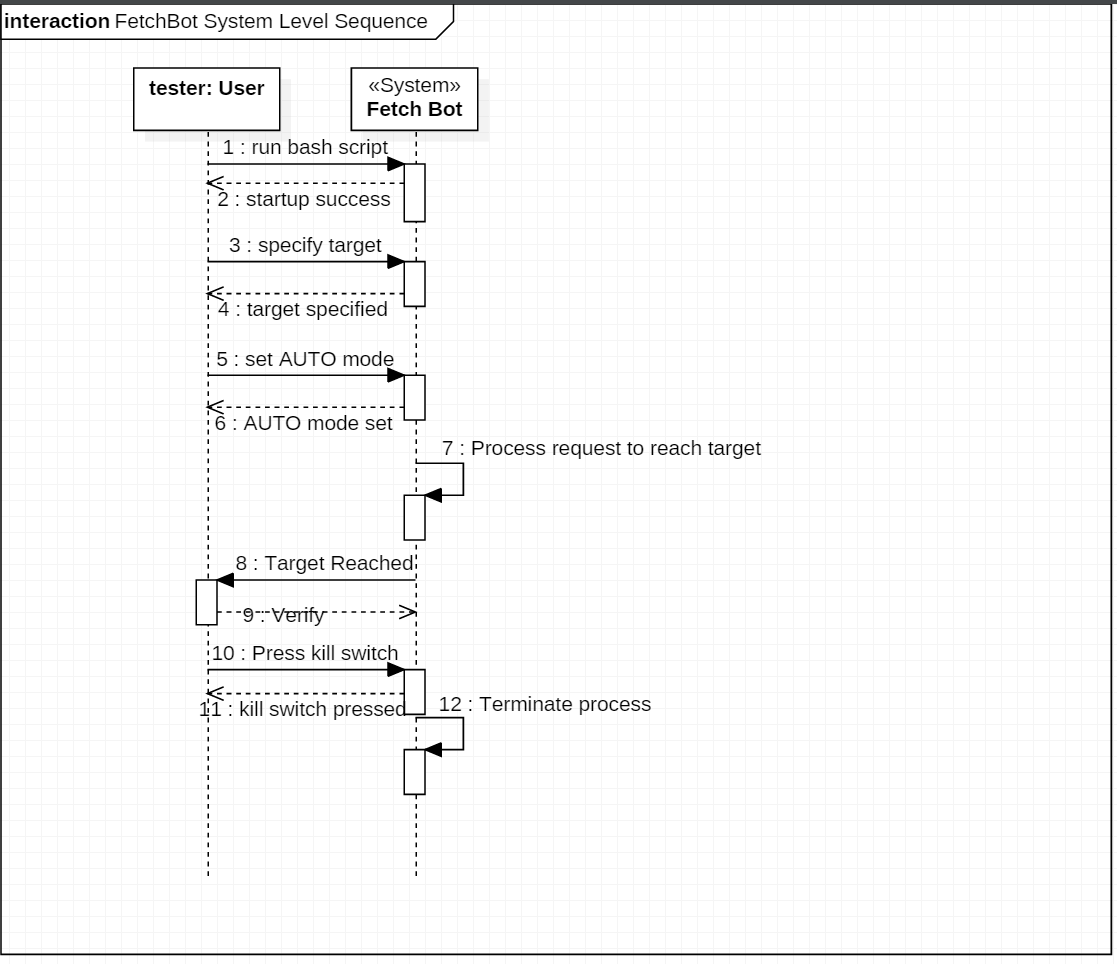 interaction FetchBot System Level Sequence
tester: User
«System»
Fetch Bot
1 : run bash script
2 : startup success
3 : specify target
4 : target specified
5 : set AUTO mode
6 : AUTO mode set
7 : Process request to reach target
8 : Target Reached
9 : Verify
10 : Press kill switch
11 : kill switch pressed
12 : Terminate process